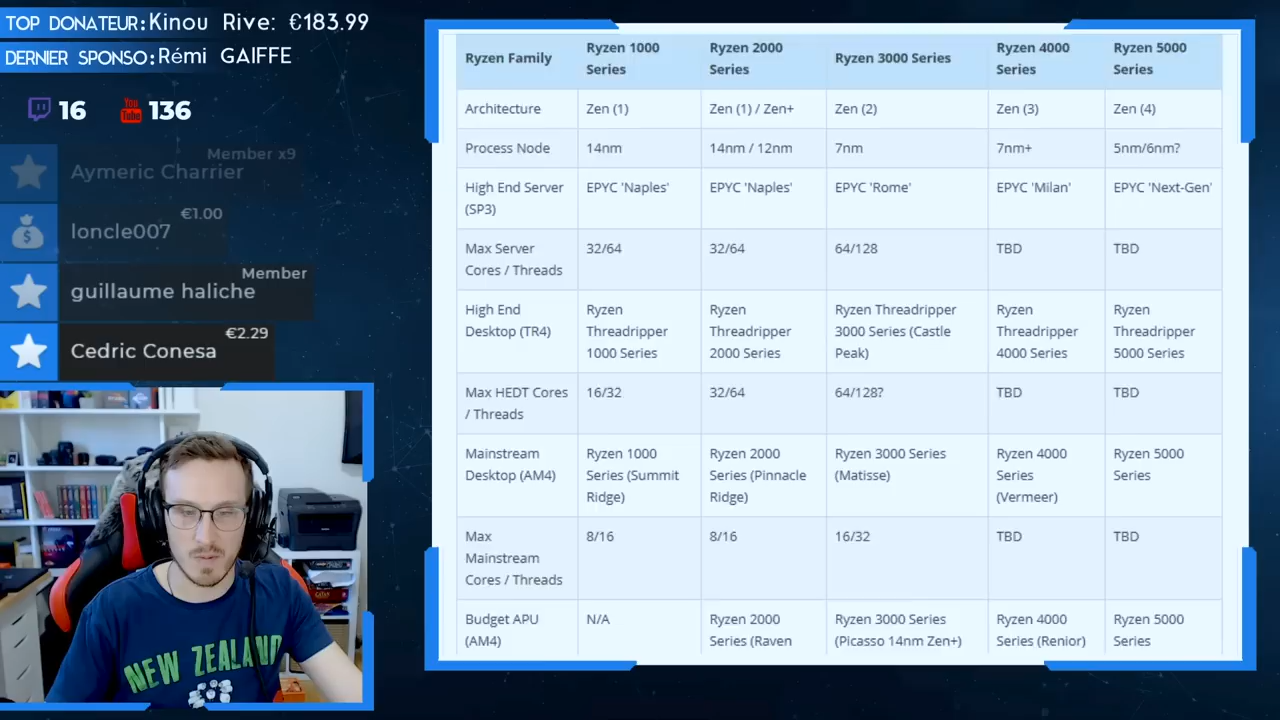 TOP DONATEUR: Kinou Rive: €183.99
DERNIER SPONSO: Rémi GAIFFE
16
You Tube 136
Member x9
Aymeric Charrier
€1.00
loncle007
Member
guillaume haliche
€2.29
Cedric Conesa
NEW ZEALAND
Ryzen Family
Ryzen 1000
Series
Ryzen 2000
Series
Ryzen 3000 Series
Ryzen 4000
Series
Ryzen 5000
Series
Architecture
Zen (1)
Zen (1) / Zen+
Zen (2)
Zen (3)
Zen (4)
Process Node
14nm
14nm / 12nm
7nm
7nm+
5nm/6nm?
High End Server
(SP3)
EPYC 'Naples'
EPYC 'Naples'
EPYC 'Rome'
EPYC 'Milan'
EPYC 'Next-Gen'
Max Server
Cores / Threads
32/64
32/64
64/128
TBD
TBD
High End
Desktop (TR4)
Ryzen
Threadripper
1000 Series
Ryzen
Threadripper
2000 Series
Ryzen Threadripper
3000 Series (Castle
Peak)
Ryzen
Threadripper
4000 Series
Ryzen
Threadripper
5000 Series
Max HEDT Cores
/ Threads
16/32
32/64
64/128?
TBD
TBD
Mainstream
Desktop (AM4)
Ryzen 1000
Series (Summit
Ridge)
Ryzen 2000
Series (Pinnacle
Ridge)
Ryzen 3000 Series
(Matisse)
Ryzen 4000
Series
(Vermeer)
Ryzen 5000
Series
Max
Mainstream
Cores / Threads
8/16
8/16
16/32
TBD
TBD
Budget APU
(AM4)
N/A
Ryzen 2000
Series (Raven
Ryzen 3000 Series
(Picasso 14nm Zen+)
Ryzen 4000
Series (Renior)
Ryzen 5000
Series